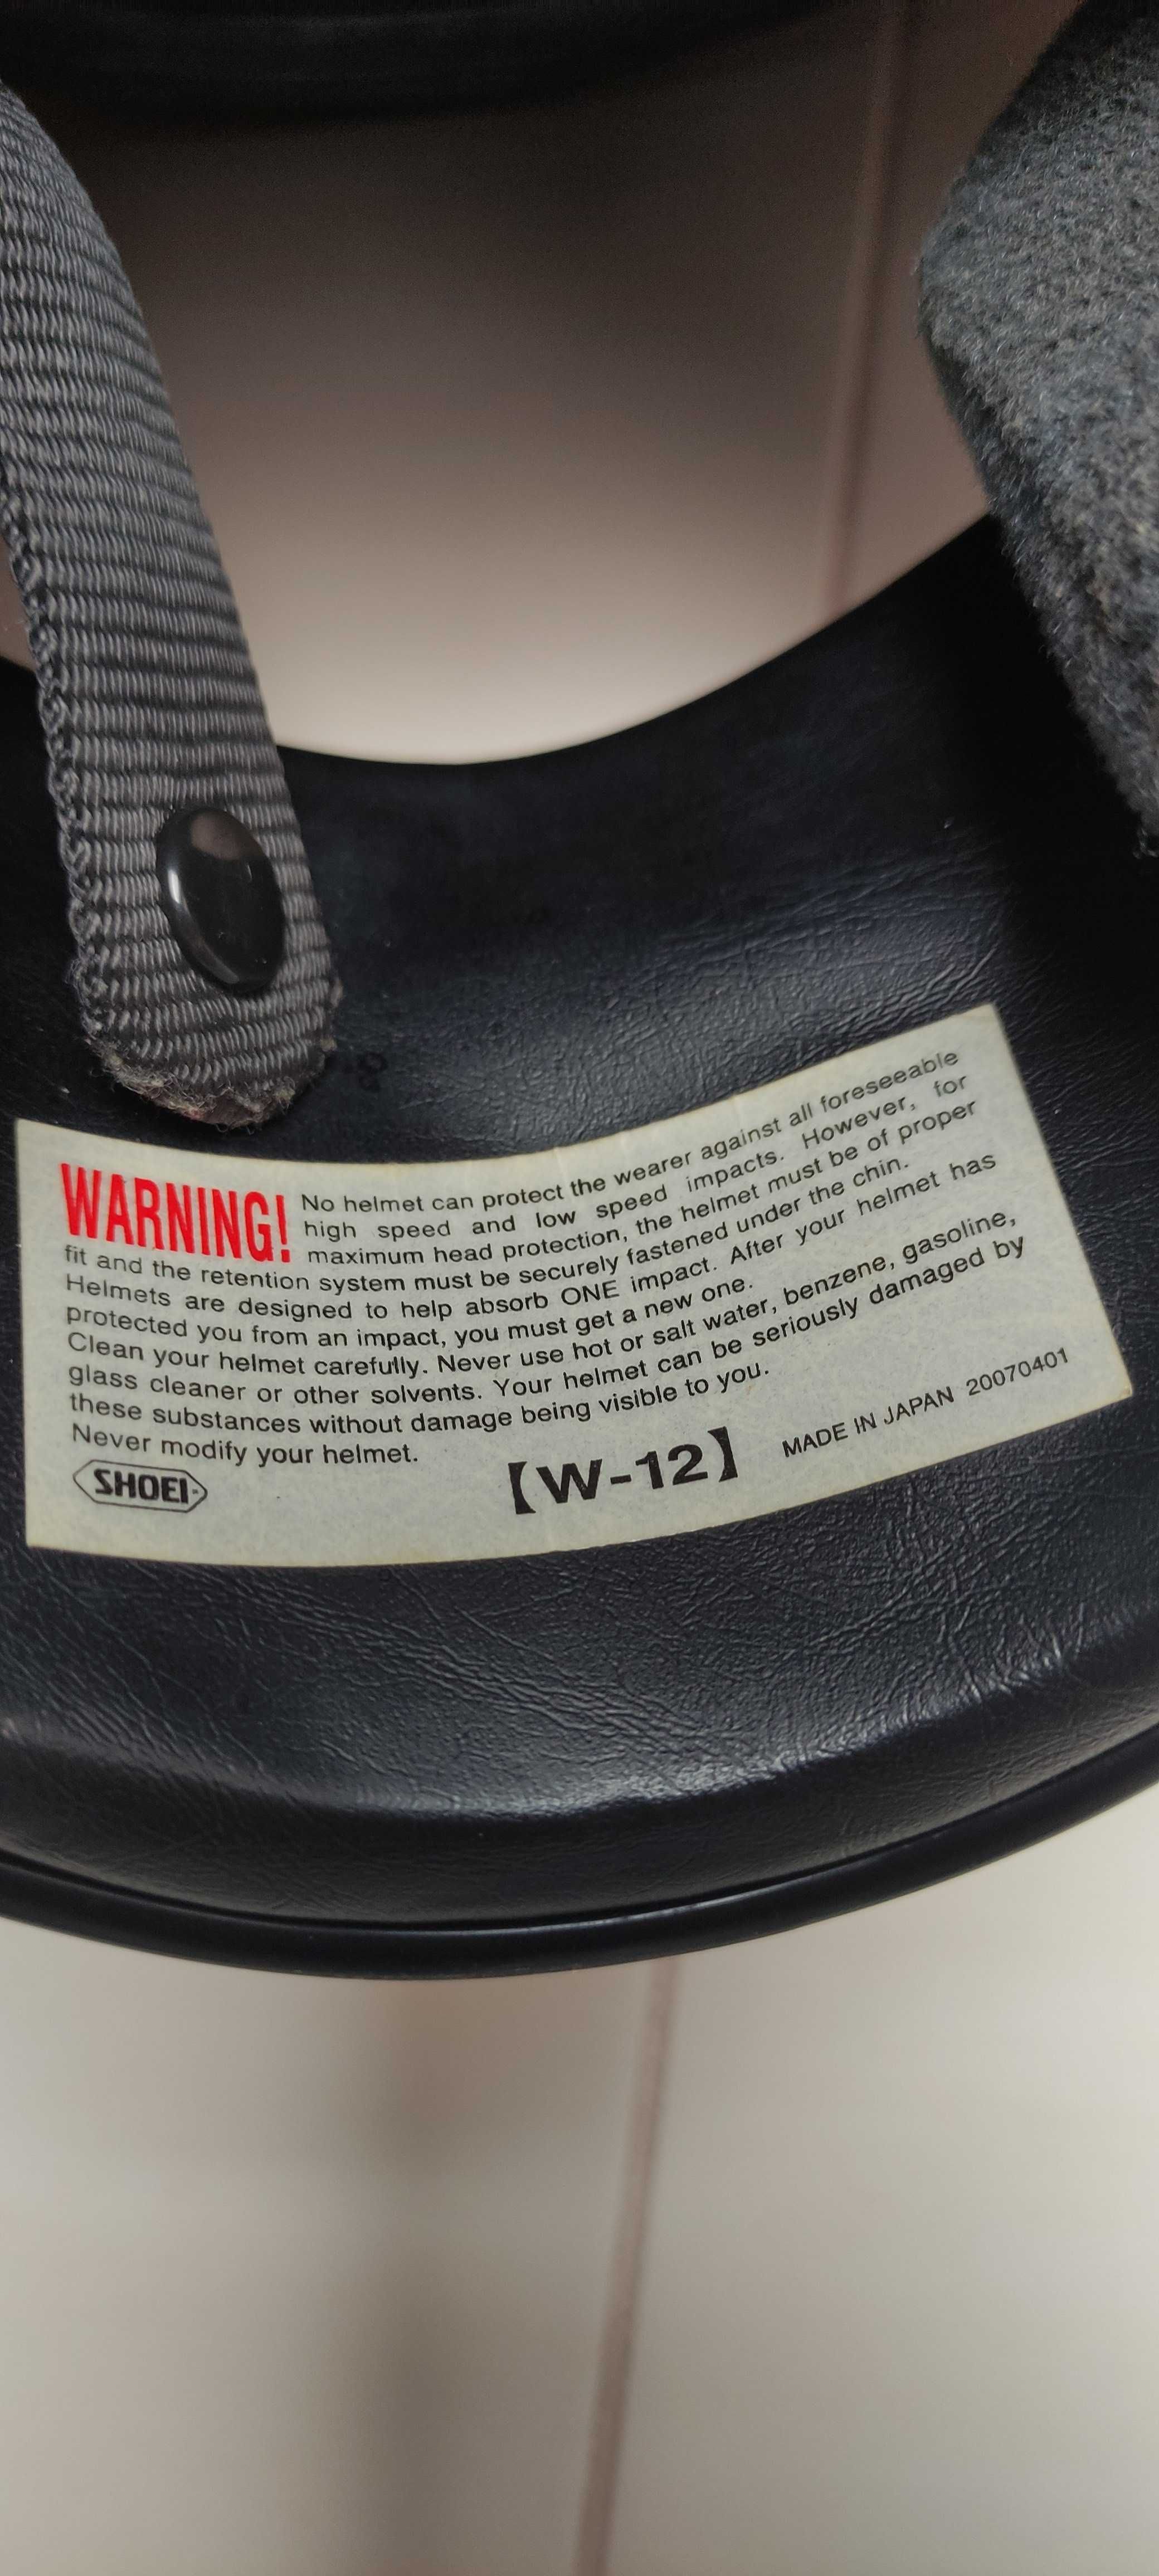 WARNING! No helmet can protect the wearer against all foreseeable
high speed and low speed impacts. However, for
maximum head protection, the helmet must be of proper
fit and the retention system must be securely fastened under the chin.
Helmets are designed to help absorb ONE impact. After your helmet has
protected you from an impact, you must get a new one.
Clean your helmet carefully. Never use hot or salt water, benzene, gasoline,
glass cleaner or other solvents. Your helmet can be seriously damaged by
these substances without damage being visible to you.
Never modify your helmet.
SHOEI 【W-12】 MADE IN JAPAN 20070401